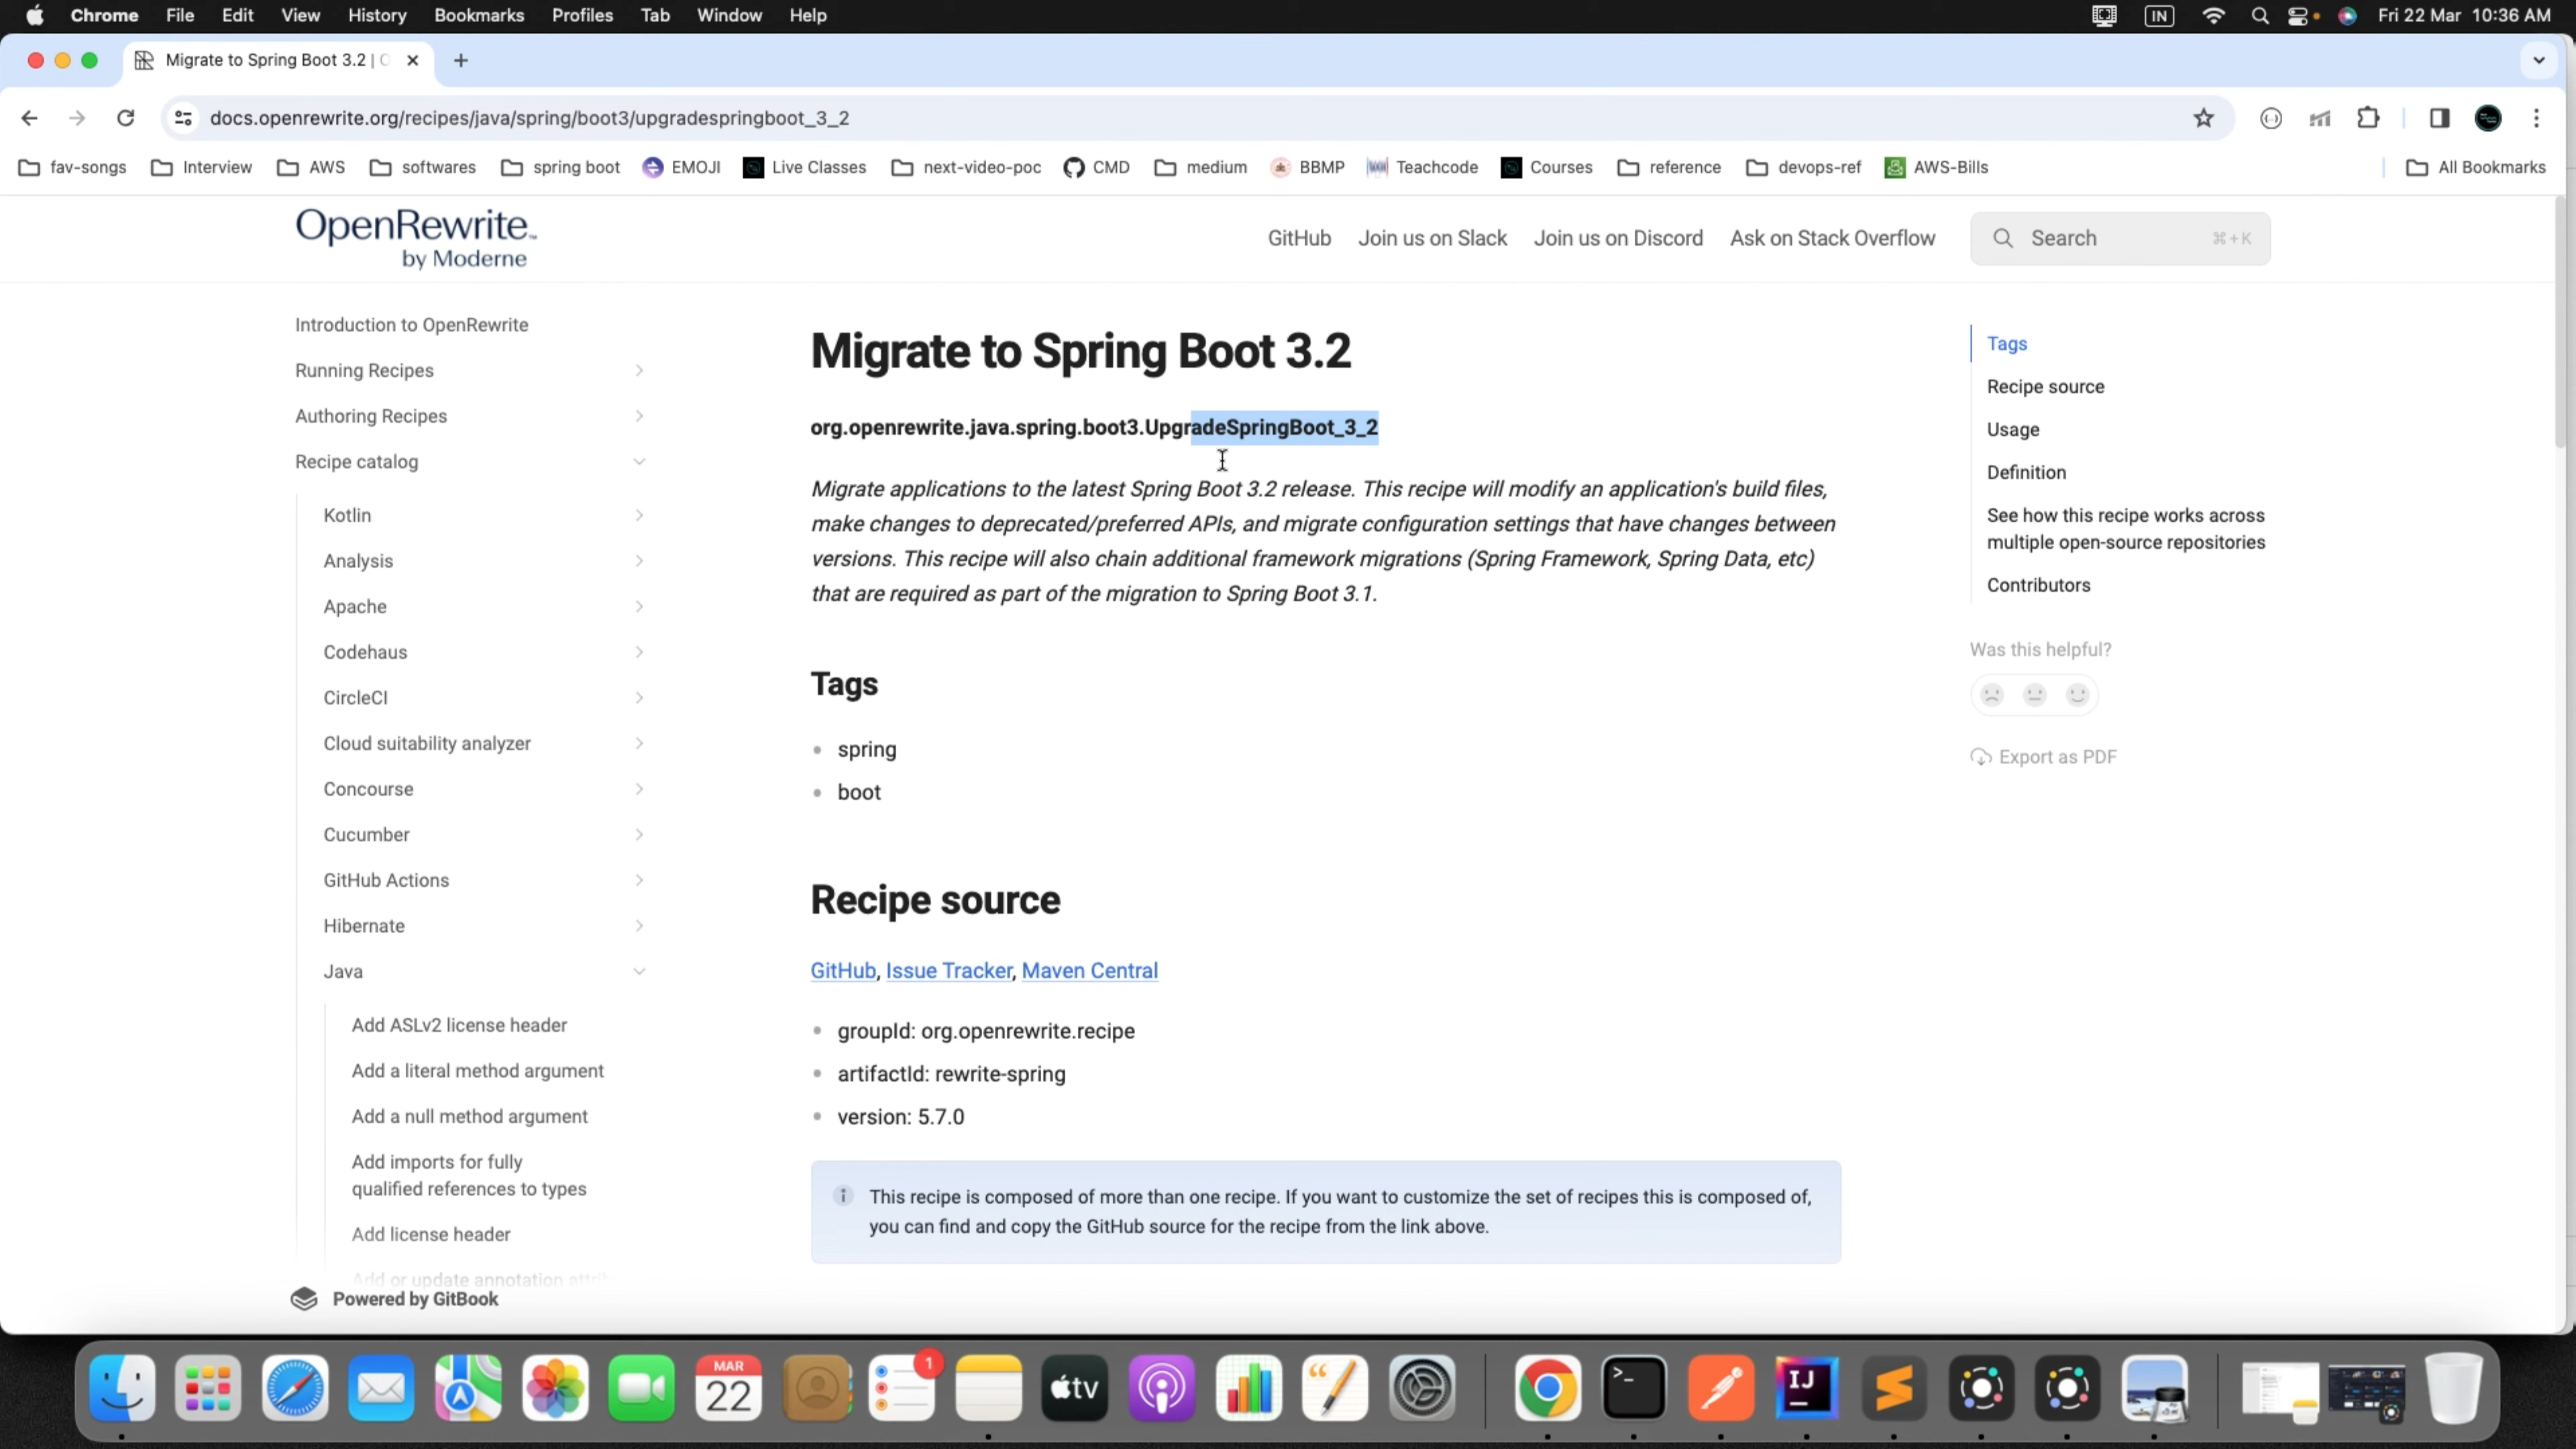 Chrome File Edit View History Bookmarks Profiles Tab Window Help IN Fri 22 Mar 10:36 AM
Migrate to Spring Boot 3.2 |
docs.openrewrite.org/recipes/java/spring/boot3/upgradespringboot_3_2
fav-songs Interview AWS softwares spring boot EMOJI Live Classes next-video-poc CMD medium BBMP Teachcode Courses reference devops-ref AWS-Bills All Bookmarks
OpenRewrite™
by Moderne
GitHub Join us on Slack Join us on Discord Ask on Stack Overflow Search ⌘+K
Introduction to OpenRewrite
Running Recipes
Authoring Recipes
Recipe catalog
Kotlin
Analysis
Apache
Codehaus
CircleCI
Cloud suitability analyzer
Concourse
Cucumber
GitHub Actions
Hibernate
Java
Add ASLv2 license header
Add a literal method argument
Add a null method argument
Add imports for fully
qualified references to types
Add license header
Add or update annotation
Powered by GitBook
Migrate to Spring Boot 3.2
org.openrewrite.java.spring.boot3.UpgradeSpringBoot_3_2
Migrate applications to the latest Spring Boot 3.2 release. This recipe will modify an application's build files,
make changes to deprecated/preferred APIs, and migrate configuration settings that have changes between
versions. This recipe will also chain additional framework migrations (Spring Framework, Spring Data, etc)
that are required as part of the migration to Spring Boot 3.1.
Tags
spring
boot
Recipe source
GitHub, Issue Tracker, Maven Central
groupId: org.openrewrite.recipe
artifactId: rewrite-spring
version: 5.7.0
This recipe is composed of more than one recipe. If you want to customize the set of recipes this is composed of,
you can find and copy the GitHub source for the recipe from the link above.
Tags
Recipe source
Usage
Definition
See how this recipe works across
multiple open-source repositories
Contributors
Was this helpful?
Export as PDF
MAR
22
1
tv
>_
IJ